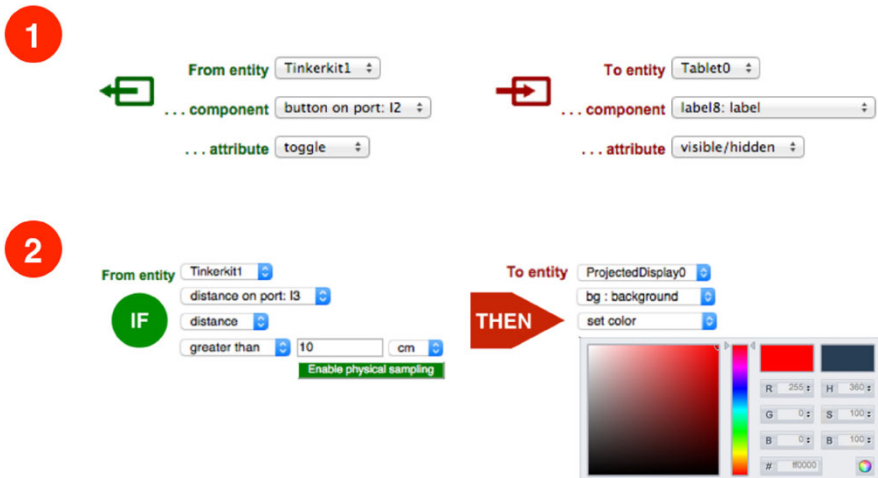 1
From entity Tinkerkit1 To entity Tablet0
... component button on port: I2 ... component label8: label
... attribute toggle ... attribute visible/hidden
2
From entity Tinkerkit1 To entity ProjectedDisplay0
distance on port: I3 bg : background
IF distance THEN set color
greater than 10 cm
Enable physical sampling
R 255 H 360
G 0 S 100
B 0 B 100
# ff0000